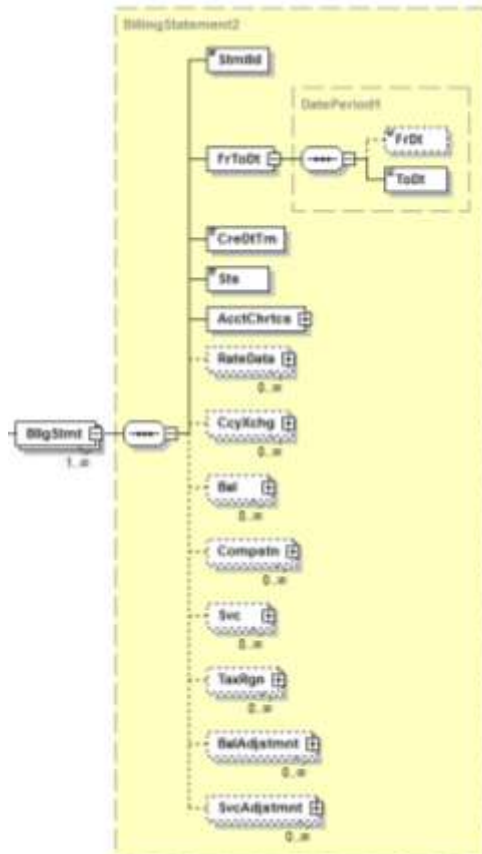 BillingStatement2
StmtId
DatePeriod1
FrDt
FrToDt
ToDt
CreDtTm
Sts
AcctChrtcs
RateData
0..∞
CcyXchg
0..∞
BllgStmt
1..∞
Bal
0..∞
Compstn
0..∞
Svc
0..∞
TaxRgn
0..∞
BalAdjstmnt
0..∞
SvcAdjstmnt
0..∞